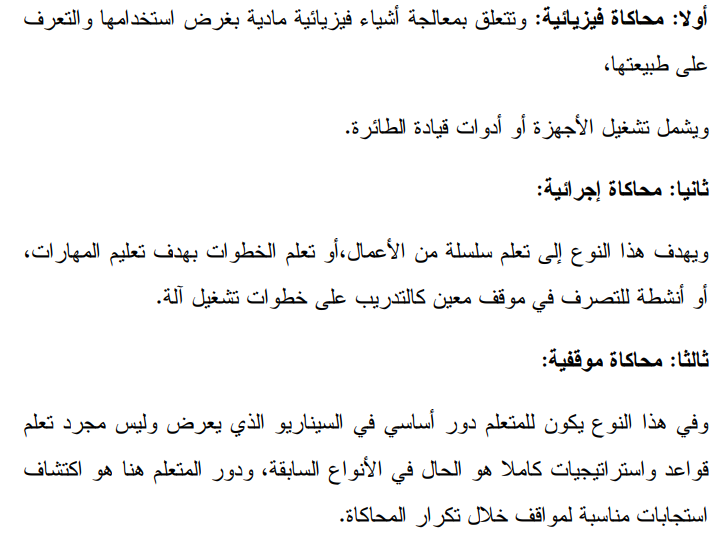 أولا: محاكاة فيزيائية: وتتعلق بمعالجة أشياء فيزيائية مادية بغرض استخدامها والتعرف
على طبيعتها،
ويشمل تشغيل الأجهزة أو أدوات قيادة الطائرة.
ثانيا: محاكاة إجرائية:
ويهدف هذا النوع إلى تعلم سلسلة من الأعمال،أو تعلم الخطوات بهدف تعليم المهارات،
أو أنشطة للتصرف في موقف معين كالتدريب على خطوات تشغيل آلة.
ثالثا: محاكاة موقفية:
وفي هذا النوع يكون للمتعلم دور أساسي في السيناريو الذي يعرض وليس مجرد تعلم
قواعد واستراتيجيات كاملا هو الحال في الأنواع السابقة، ودور المتعلم هنا هو اكتشاف
استجابات مناسبة لمواقف خلال تكرار المحاكاة.